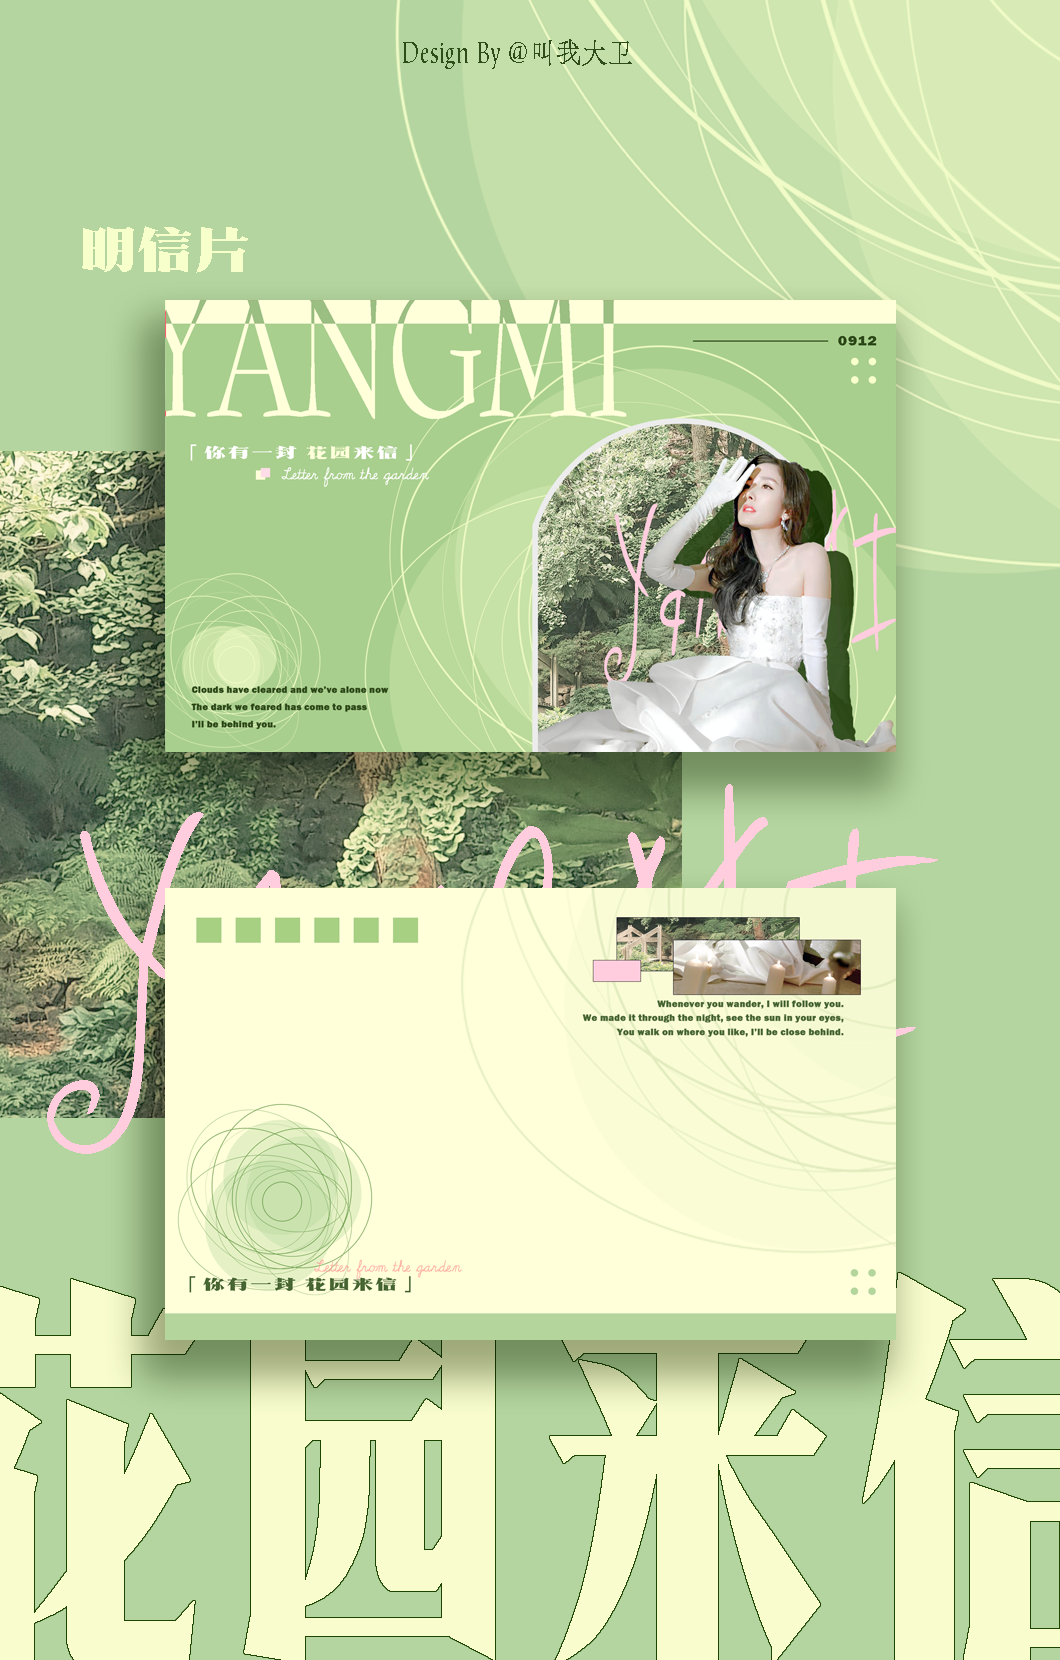 Design By @叫我大卫
明信片
YANGMI
0912
「你有一封 花园来信」
Letter from the garden
Clouds have cleared and we've alone now
The dark we feared has come to pass
I'll be behind you.
Whenever you wander, I will follow you.
We made it through the night, see the sun in your eyes,
You walk on where you like, I'll be close behind.
Letter from the garden
「你有一封 花园来信」
花园来信